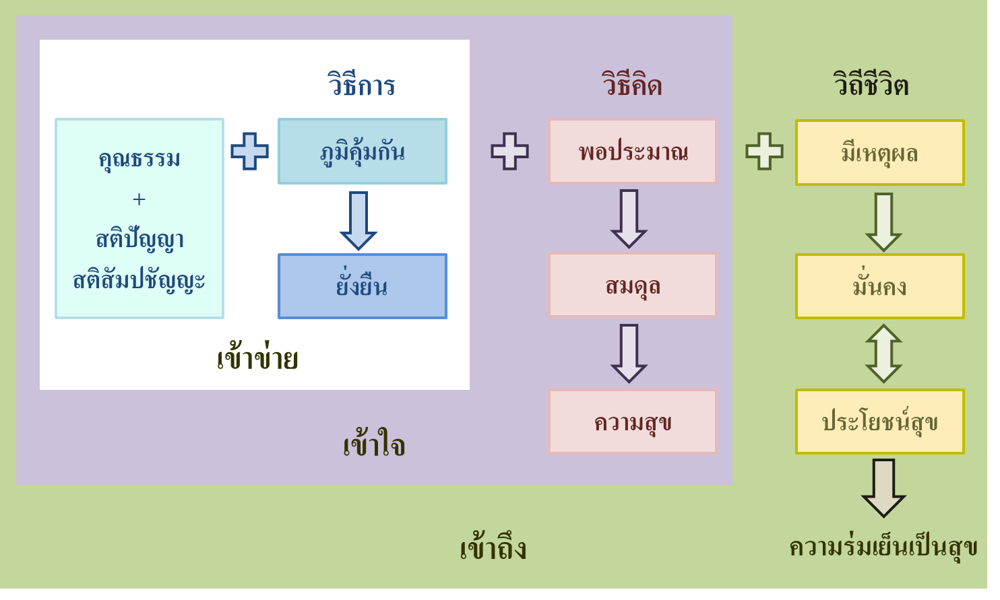 วิธีการ
วิธีคิด
วิถีชีวิต
คุณธรรม
+
สติปัญญา
สติสัมปชัญญะ
ภูมิคุ้มกัน
พอประมาณ
มีเหตุผล
ยั่งยืน
สมดุล
มั่นคง
เข้าข่าย
ความสุข
ประโยชน์สุข
เข้าใจ
เข้าถึง
ความร่มเย็นเป็นสุข